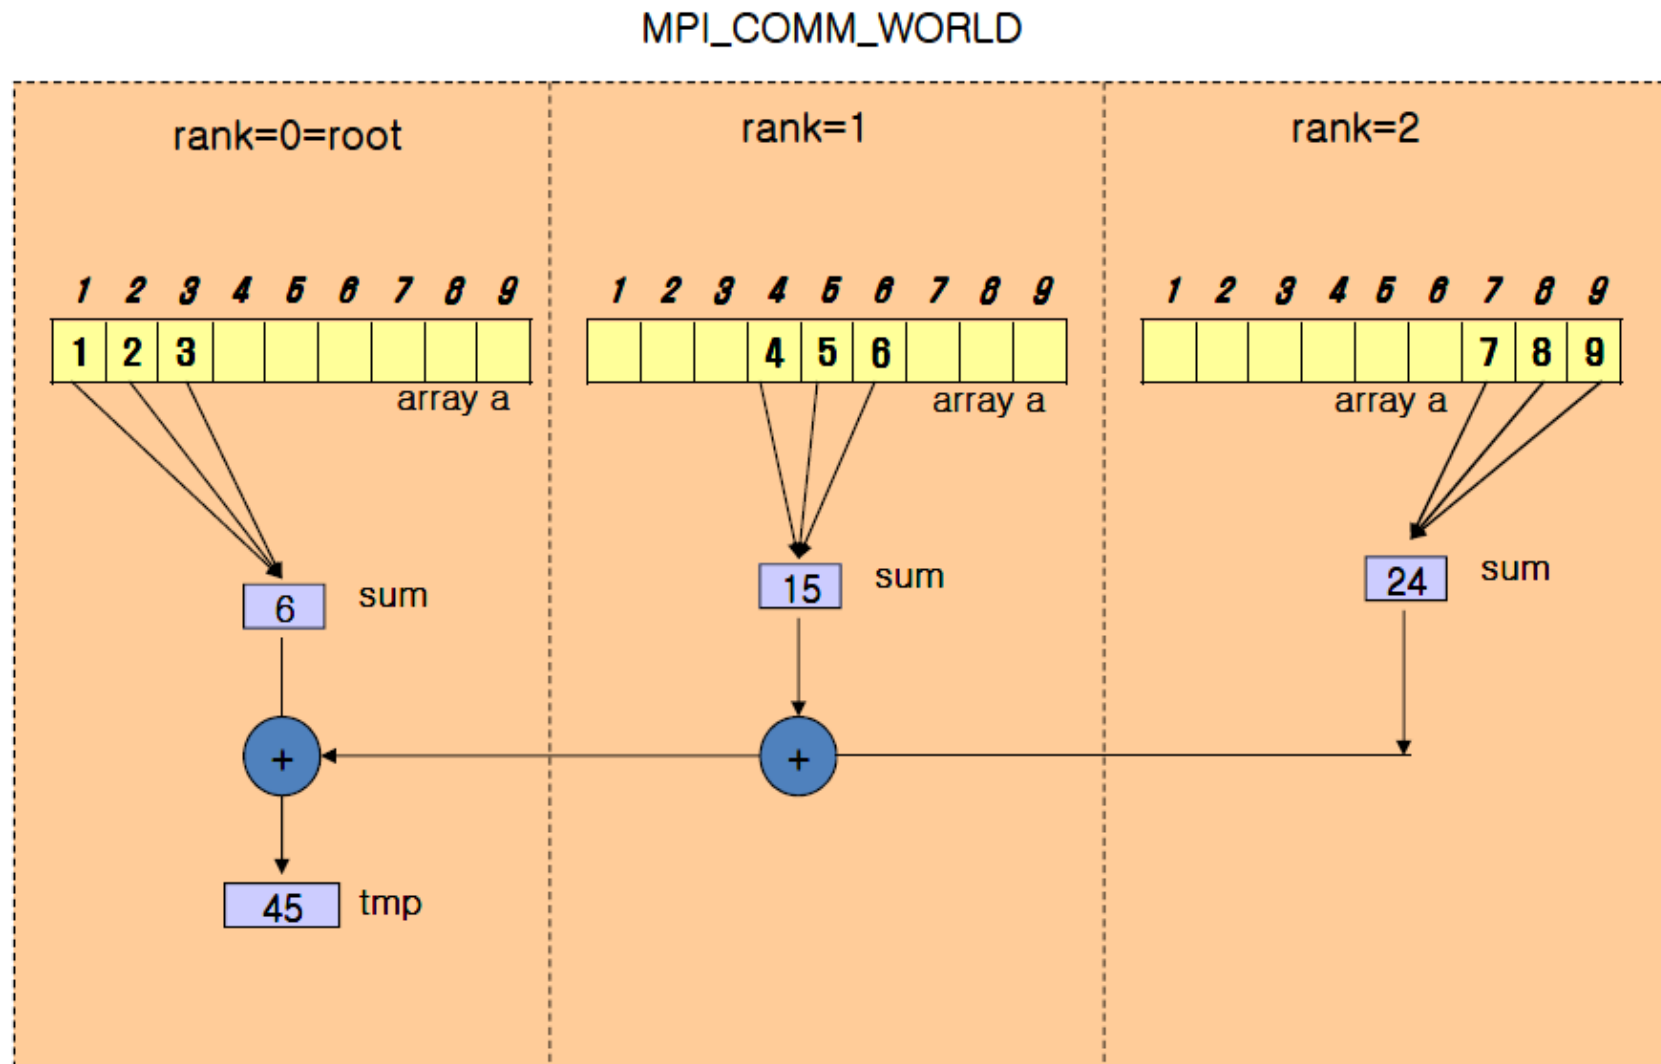 MPI_COMM_WORLD
rank=0=root
rank=1
rank=2
1 2 3 4 5 6 7 8 9
1 2 3 4 5 6 7 8 9
1 2 3 4 5 6 7 8 9
1 2 3
4 5 6
7 8 9
array a
array a
array a
6 sum
15 sum
24 sum
+
+
45 tmp